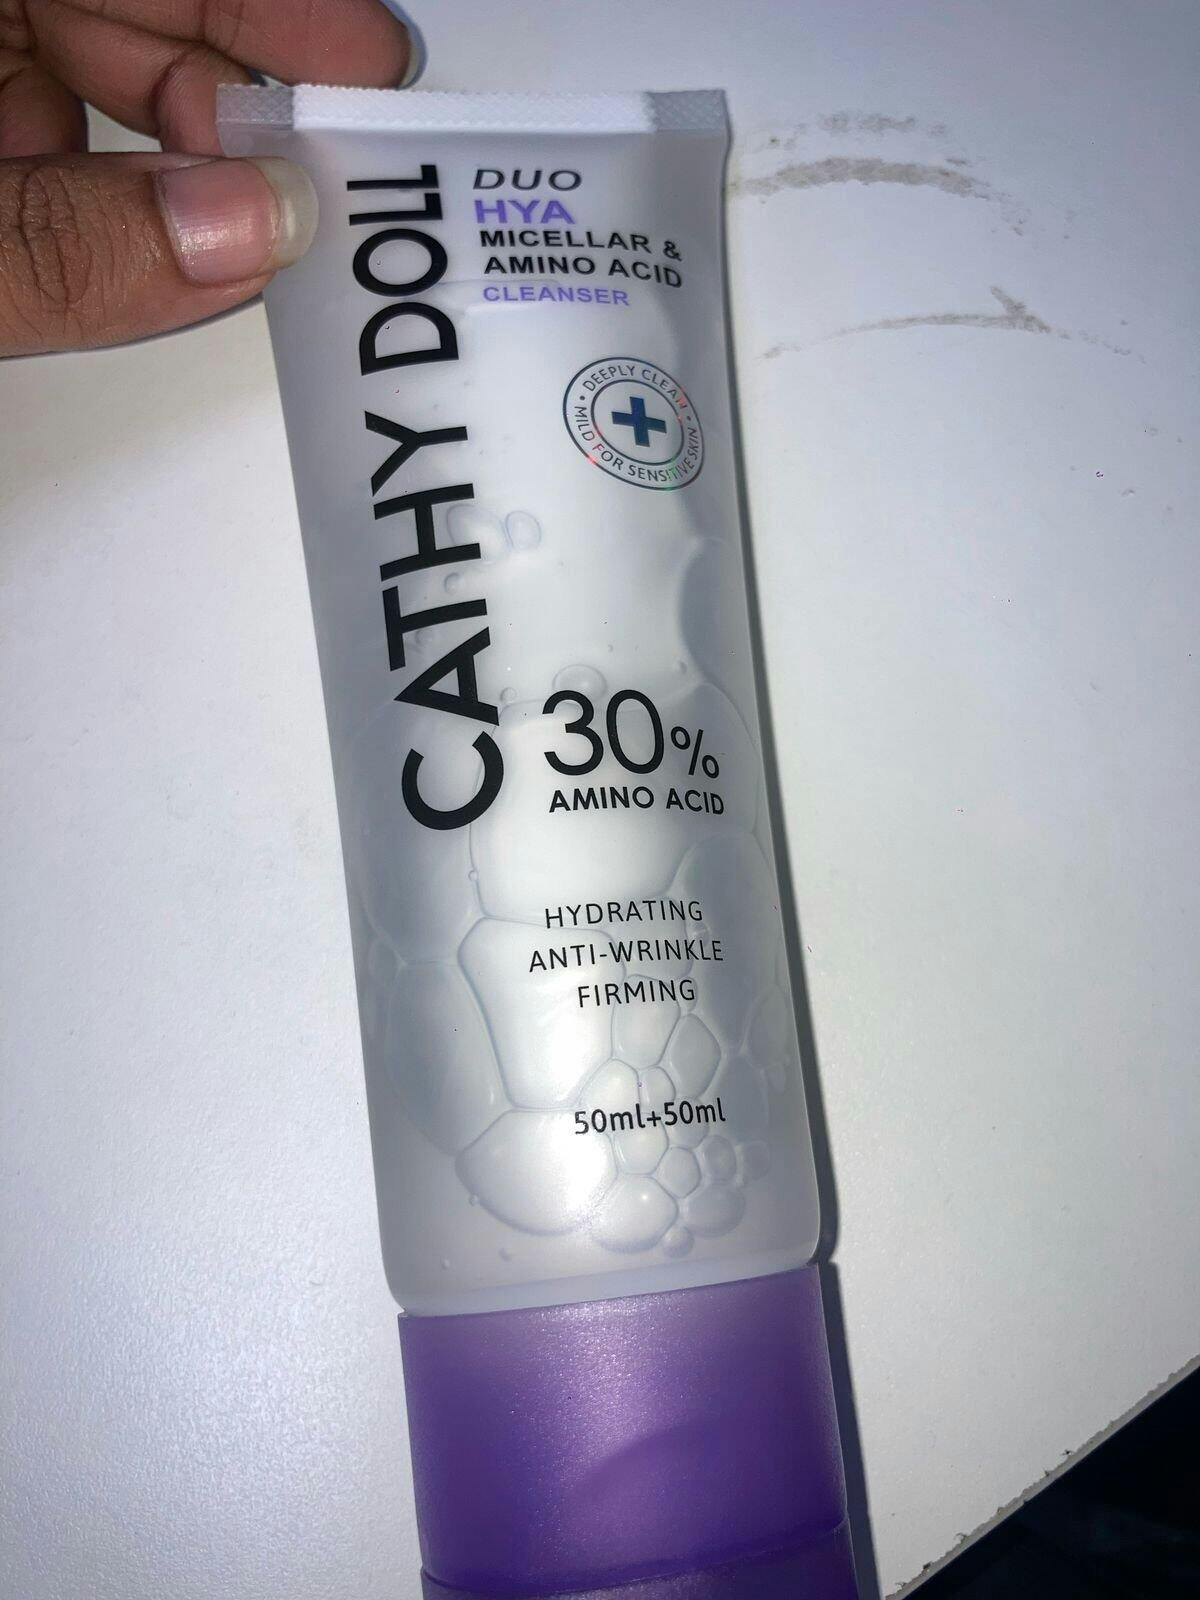 CATHY DOLL
DUO
HYA
MICELLAR &
AMINO ACID
CLEANSER
• DEEPLY CLEAN •
MILD FOR SENSITIVE SKIN
30%
AMINO ACID
HYDRATING
ANTI-WRINKLE
FIRMING
50ml+50ml